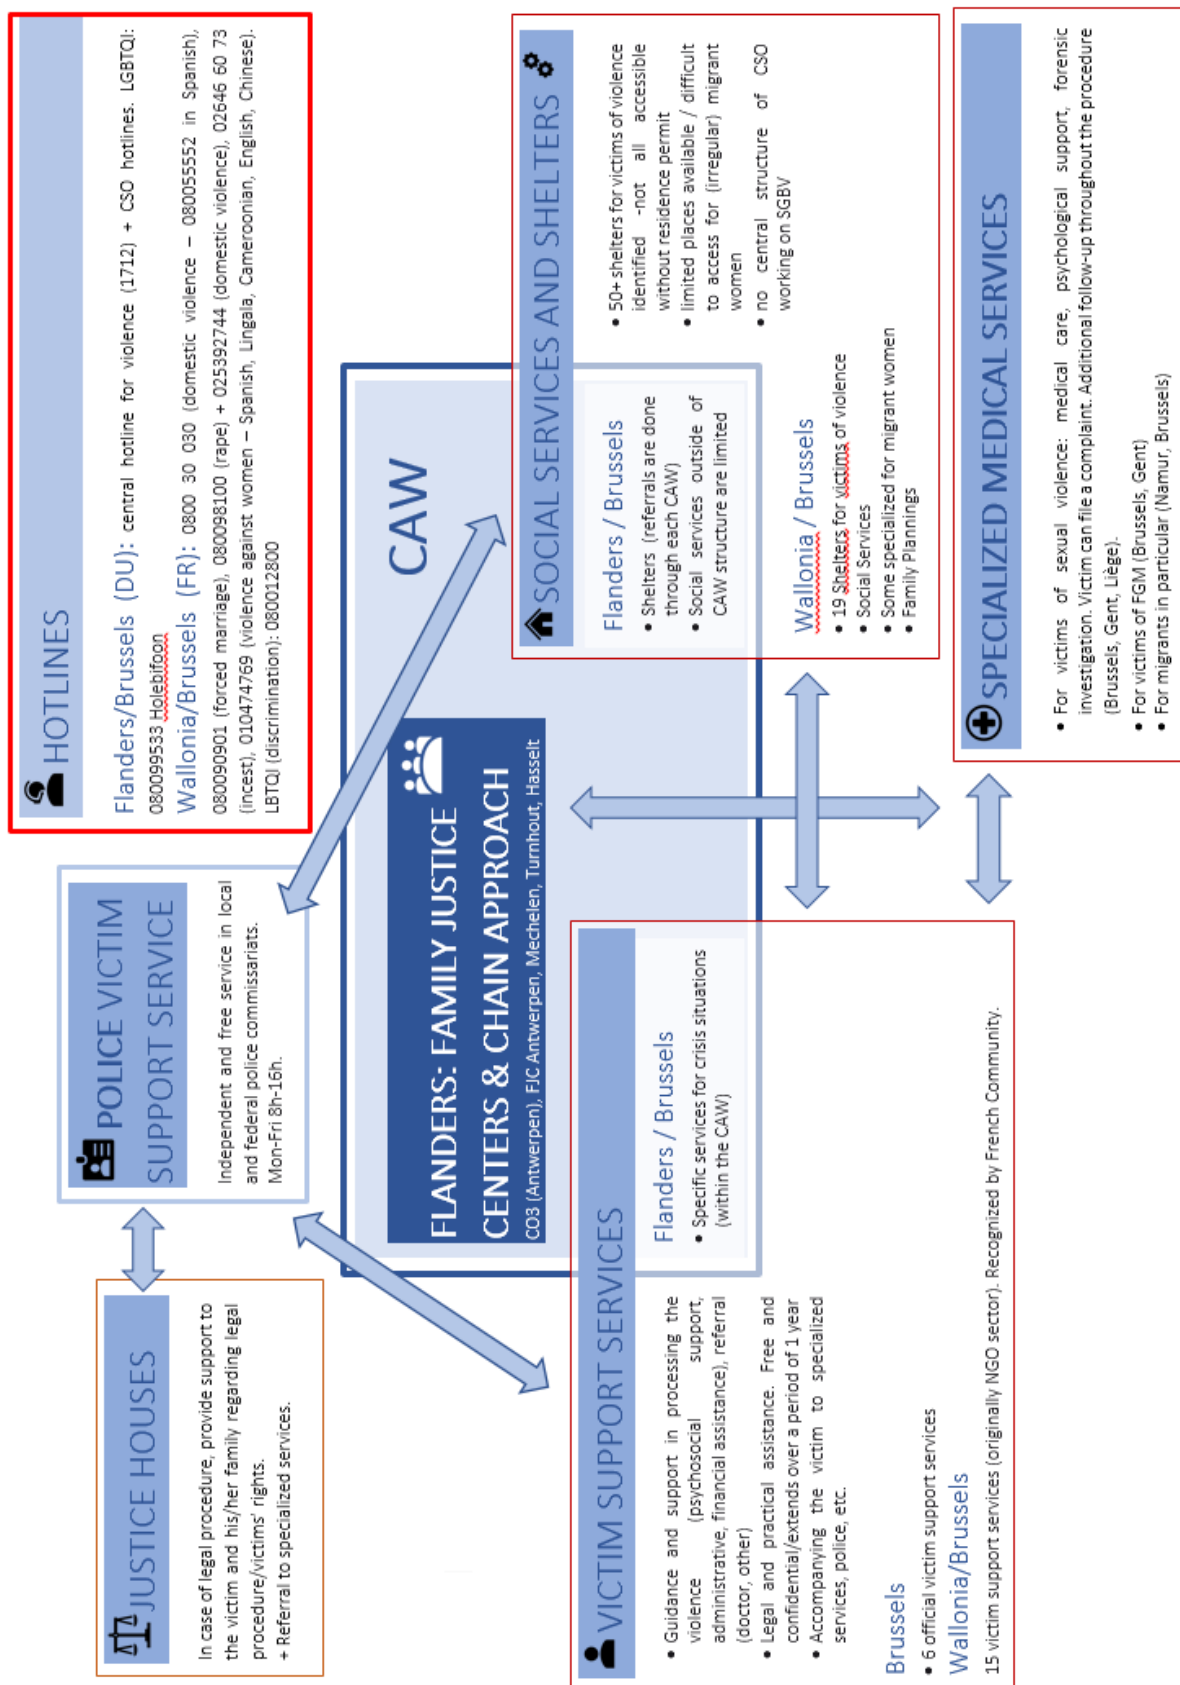 JUSTICE HOUSES
In case of legal procedure, provide support to
the victim and his/her family regarding legal
procedure/victims' rights.
+ Referral to specialized services.
POLICE VICTIM
SUPPORT SERVICE
Independent and free service in local
and federal police commissariats.
Mon-Fri 8h-16h.
HOTLINES
Flanders/Brussels (DU): central hotline for violence (1712) + CSO hotlines. LGBTQI:
080099533 Holebifoon
Wallonia/Brussels (FR): 0800 30 030 (domestic violence – 080055552 in Spanish),
080090901 (forced marriage), 080098100 (rape) + 025392744 (domestic violence), 02646 60 73
(incest), 010474769 (violence against women – Spanish, Lingala, Cameroonian, English, Chinese).
LBTQI (discrimination): 080012800
CAW
FLANDERS: FAMILY JUSTICE
CENTERS & CHAIN APPROACH
CO3 (Antwerpen), FJC Antwerpen, Mechelen, Turnhout, Hasselt
VICTIM SUPPORT SERVICES
• Guidance and support in processing the
violence (psychosocial support,
administrative, financial assistance), referral
(doctor, other)
• Legal and practical assistance. Free and
confidential/extends over a period of 1 year
• Accompanying the victim to specialized
services, police, etc.
Flanders / Brussels
• Specific services for crisis situations
(within the CAW)
Brussels
• 6 official victim support services
Wallonia/Brussels
15 victim support services (originally NGO sector). Recognized by French Community.
SOCIAL SERVICES AND SHELTERS
Flanders / Brussels
• Shelters (referrals are done
through each CAW)
• Social services outside of
CAW structure are limited
• 50+ shelters for victims of violence
identified -not all accessible
without residence permit
• limited places available / difficult
to access for (irregular) migrant
women
• no central structure of CSO
working on SGBV
Wallonia / Brussels
• 19 Shelters for victims of violence
• Social Services
• Some specialized for migrant women
• Family Plannings
SPECIALIZED MEDICAL SERVICES
• For victims of sexual violence: medical care, psychological support, forensic
investigation. Victim can file a complaint. Additional follow-up throughout the procedure
(Brussels, Gent, Liège).
• For victims of FGM (Brussels, Gent)
• For migrants in particular (Namur, Brussels)